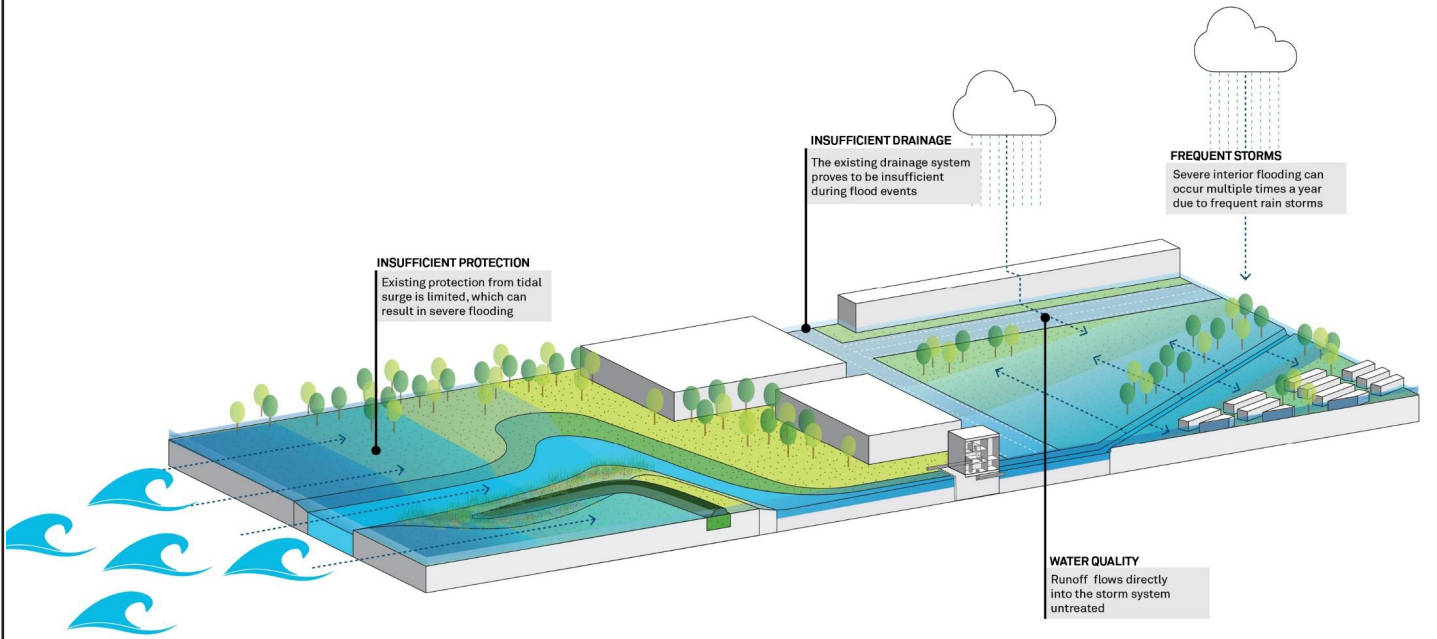 INSUFFICIENT DRAINAGE
The existing drainage system
proves to be insufficient
during flood events
FREQUENT STORMS
Severe interior flooding can
occur multiple times a year
due to frequent rain storms
INSUFFICIENT PROTECTION
Existing protection from tidal
surge is limited, which can
result in severe flooding
WATER QUALITY
Runoff flows directly
into the storm system
untreated